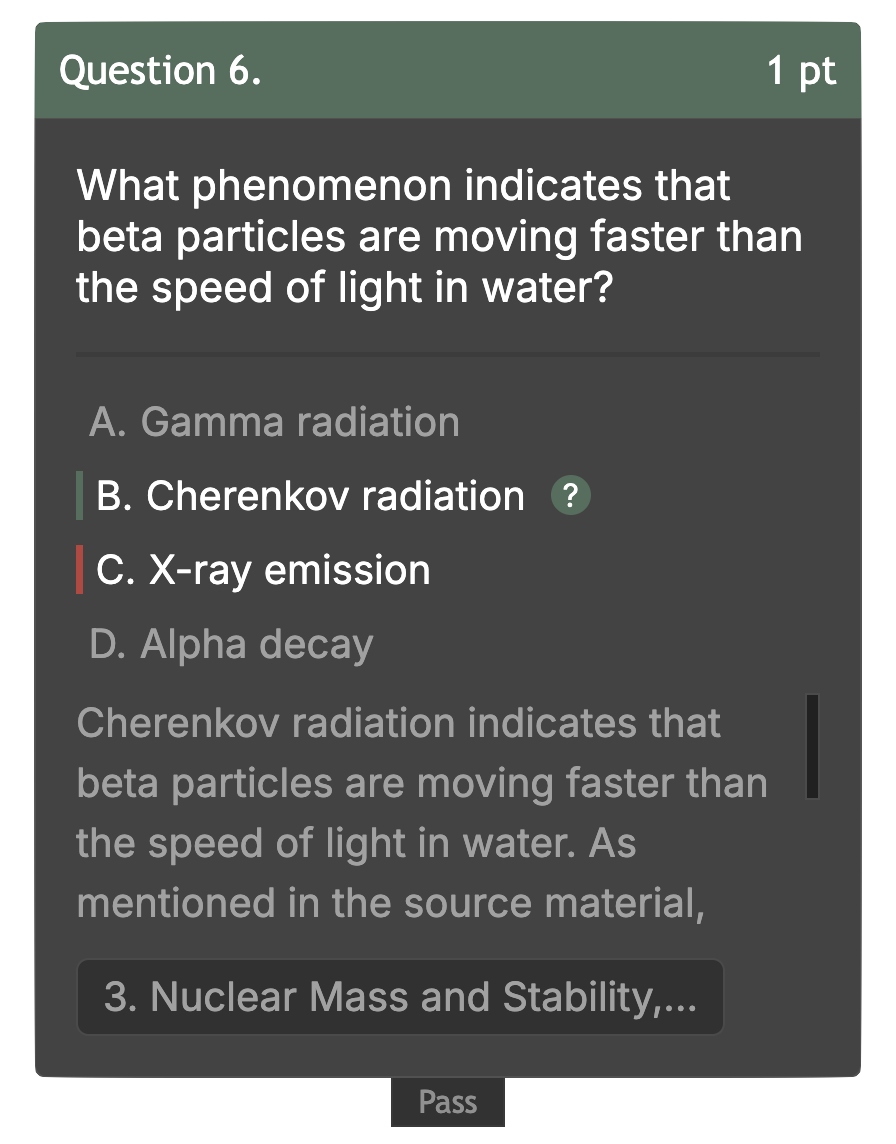 Question 6. 1 pt
What phenomenon indicates that
beta particles are moving faster than
the speed of light in water?
A. Gamma radiation
B. Cherenkov radiation ?
C. X-ray emission
D. Alpha decay
Cherenkov radiation indicates that
beta particles are moving faster than
the speed of light in water. As
mentioned in the source material,
3. Nuclear Mass and Stability,...
Pass